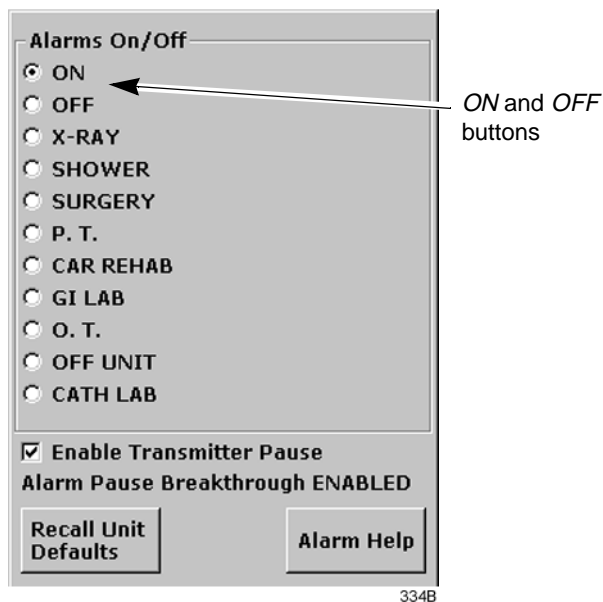 Alarms On/Off
ON
OFF
X-RAY
SHOWER
SURGERY
P. T.
CAR REHAB
GI LAB
O. T.
OFF UNIT
CATH LAB
ON and OFF
buttons
Enable Transmitter Pause
Alarm Pause Breakthrough ENABLED
Recall Unit
Defaults
Alarm Help
334B